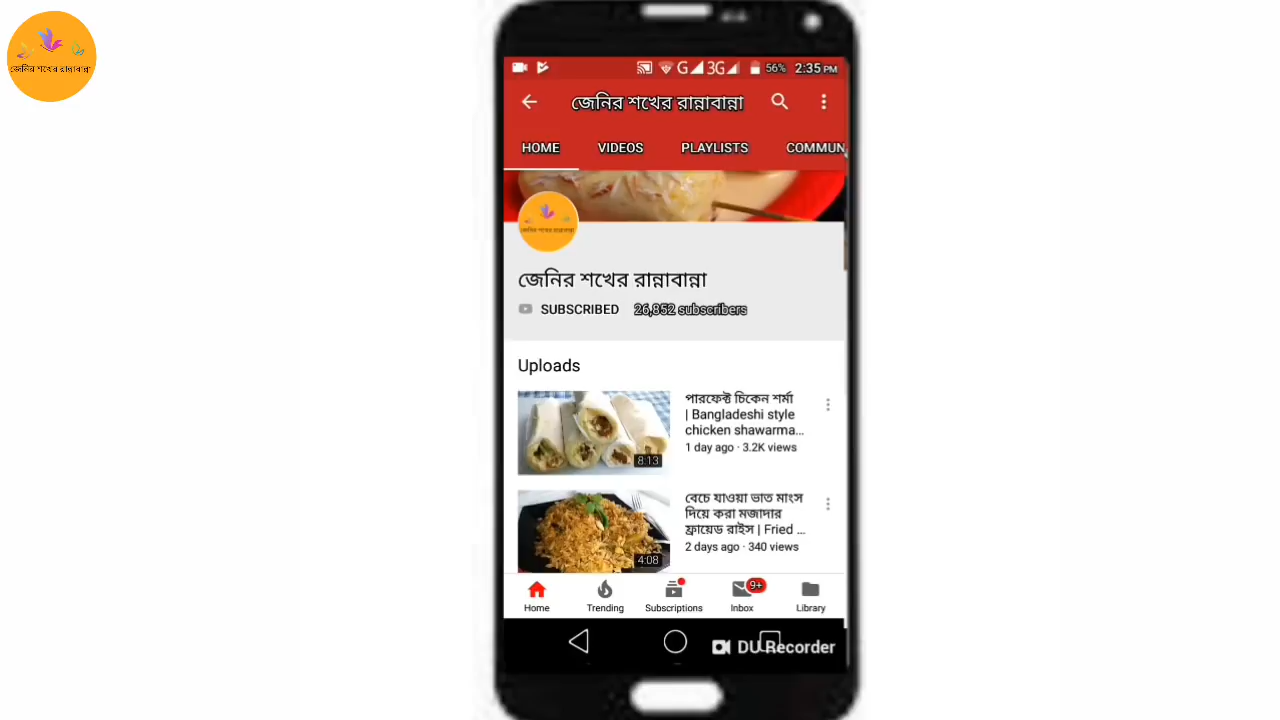 জেনির শখের রান্নাবান্না
G 3G 56% 2:35 PM
জেনির শখের রান্নাবান্না
HOME VIDEOS PLAYLISTS COMMUN
জেনির শখের রান্নাবান্না
জেনির শখের রান্নাবান্না
SUBSCRIBED 26,852 subscribers
Uploads
পারফেক্ট চিকেন শর্মা
| Bangladeshi style
chicken shawarma...
1 day ago · 3.2K views
8:13
বেচে যাওয়া ভাত মাংস
দিয়ে করা মজাদার
ফ্রায়েড রাইস | Fried ...
2 days ago · 340 views
4:08
9+
Home Trending Subscriptions Inbox Library
DU Recorder